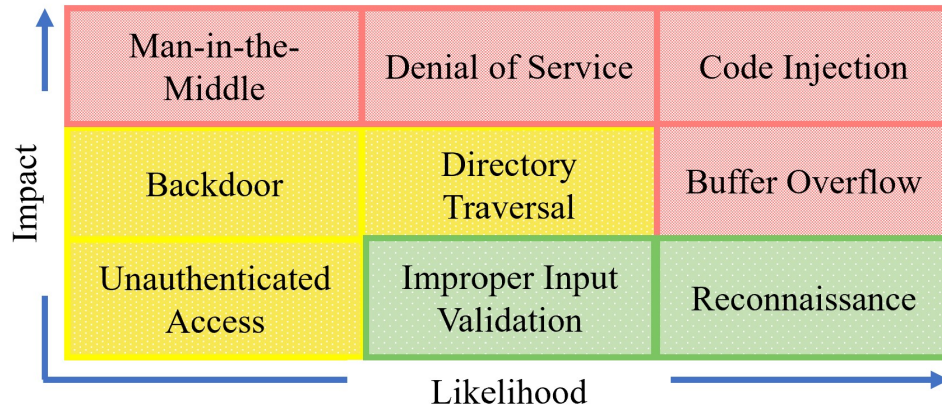 Man-in-the-
Middle
Denial of Service
Code Injection
Backdoor
Directory
Traversal
Buffer Overflow
Impact
Unauthenticated
Access
Improper Input
Validation
Reconnaissance
Likelihood